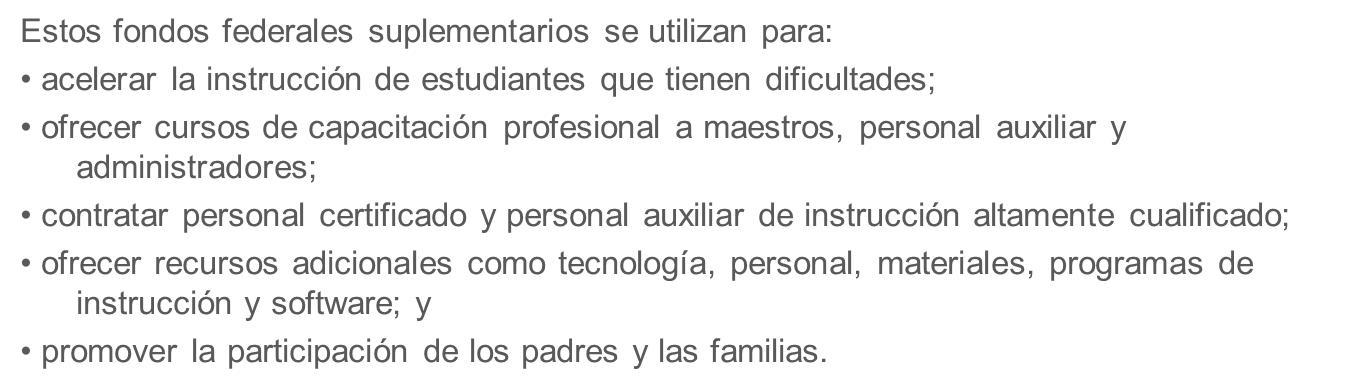 Estos fondos federales suplementarios se utilizan para:
• acelerar la instrucción de estudiantes que tienen dificultades;
• ofrecer cursos de capacitación profesional a maestros, personal auxiliar y
administradores;
• contratar personal certificado y personal auxiliar de instrucción altamente cualificado;
• ofrecer recursos adicionales como tecnología, personal, materiales, programas de
instrucción y software; y
• promover la participación de los padres y las familias.